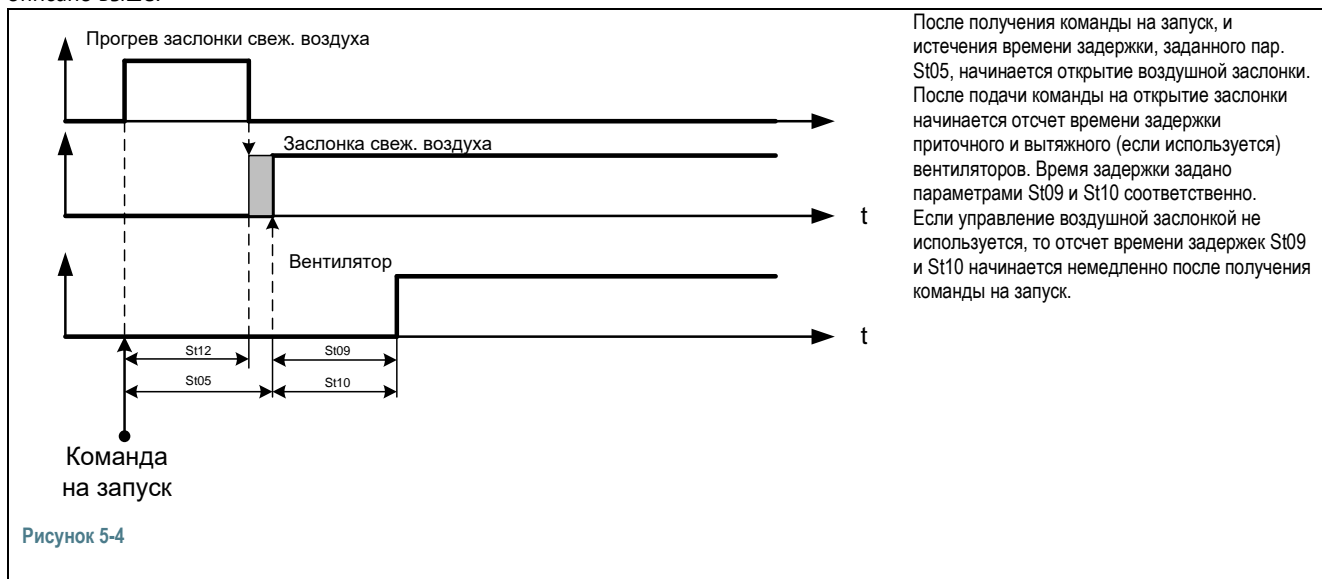 Прогрев заслонки свеж. воздуха
Заслонка свеж. воздуха
t
Вентилятор
t
St12
St09
St05
St10
Команда
на запуск
Рисунок 5-4
После получения команды на запуск, и
истечения времени задержки, заданного пар.
St05, начинается открытие воздушной заслонки.
После подачи команды на открытие заслонки
начинается отсчет времени задержки
приточного и вытяжного (если используется)
вентиляторов. Время задержки задано
параметрами St09 и St10 соответственно.
Если управление воздушной заслонкой не
используется, то отсчет времени задержек St09
и St10 начинается немедленно после получения
команды на запуск.